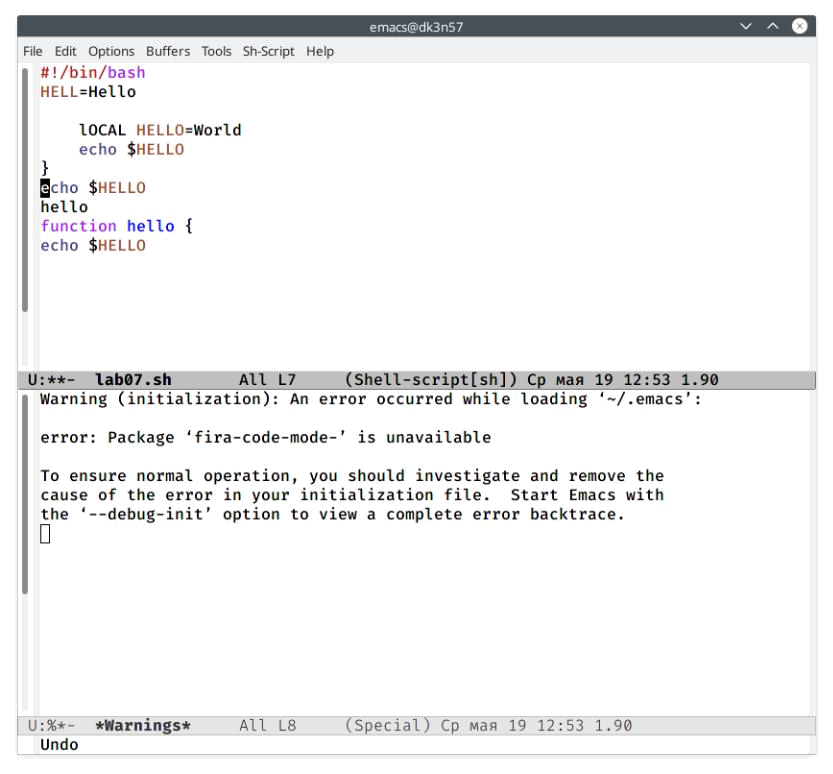 emacs@dk3n57
File Edit Options Buffers Tools Sh-Script Help
#!/bin/bash
HELL=Hello
lOCAL HELLO=World
echo $HELLO
}
echo $HELLO
hello
function hello {
echo $HELLO
U:**- lab07.sh All L7 (Shell-script[sh]) Ср мая 19 12:53 1.90
Warning (initialization): An error occurred while loading ‘~/.emacs’:
error: Package ‘fira-code-mode-’ is unavailable
To ensure normal operation, you should investigate and remove the
cause of the error in your initialization file. Start Emacs with
the ‘--debug-init’ option to view a complete error backtrace.
U:%*- *Warnings* All L8 (Special) Ср мая 19 12:53 1.90
Undo